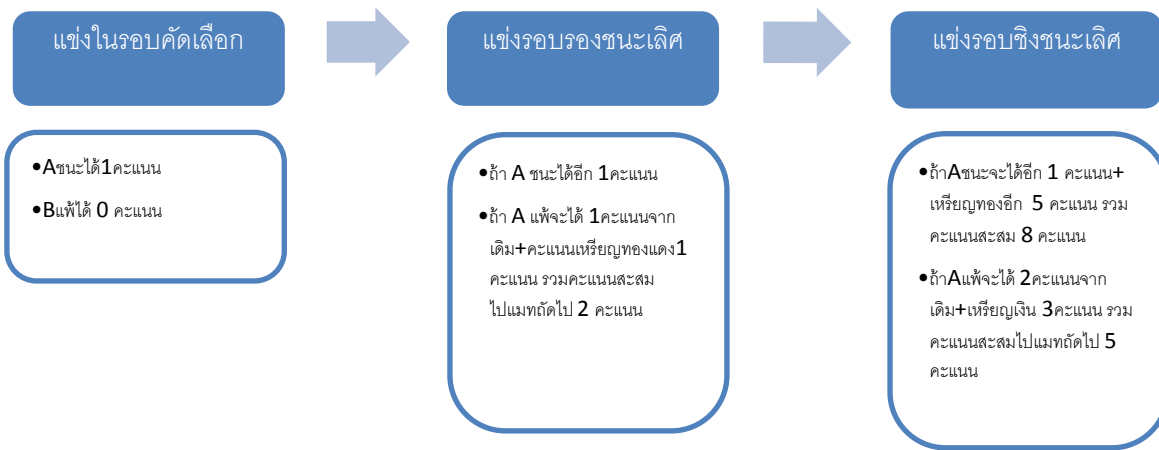 แข่งในรอบคัดเลือก
•Aชนะได้1คะแนน
•Bแพ้ได้ 0 คะแนน
แข่งรอบรองชนะเลิศ
•ถ้า A ชนะได้อีก 1คะแนน
•ถ้า A แพ้จะได้ 1คะแนนจาก
เดิม+คะแนนเหรียญทองแดง1
คะแนน รวมคะแนนสะสม
ไปแมทถัดไป 2 คะแนน
แข่งรอบชิงชนะเลิศ
•ถ้าAชนะจะได้อีก 1 คะแนน+
เหรียญทองอีก 5 คะแนน รวม
คะแนนสะสม 8 คะแนน
•ถ้าAแพ้จะได้ 2คะแนนจาก
เดิม+เหรียญเงิน 3คะแนน รวม
คะแนนสะสมไปแมทถัดไป 5
คะแนน